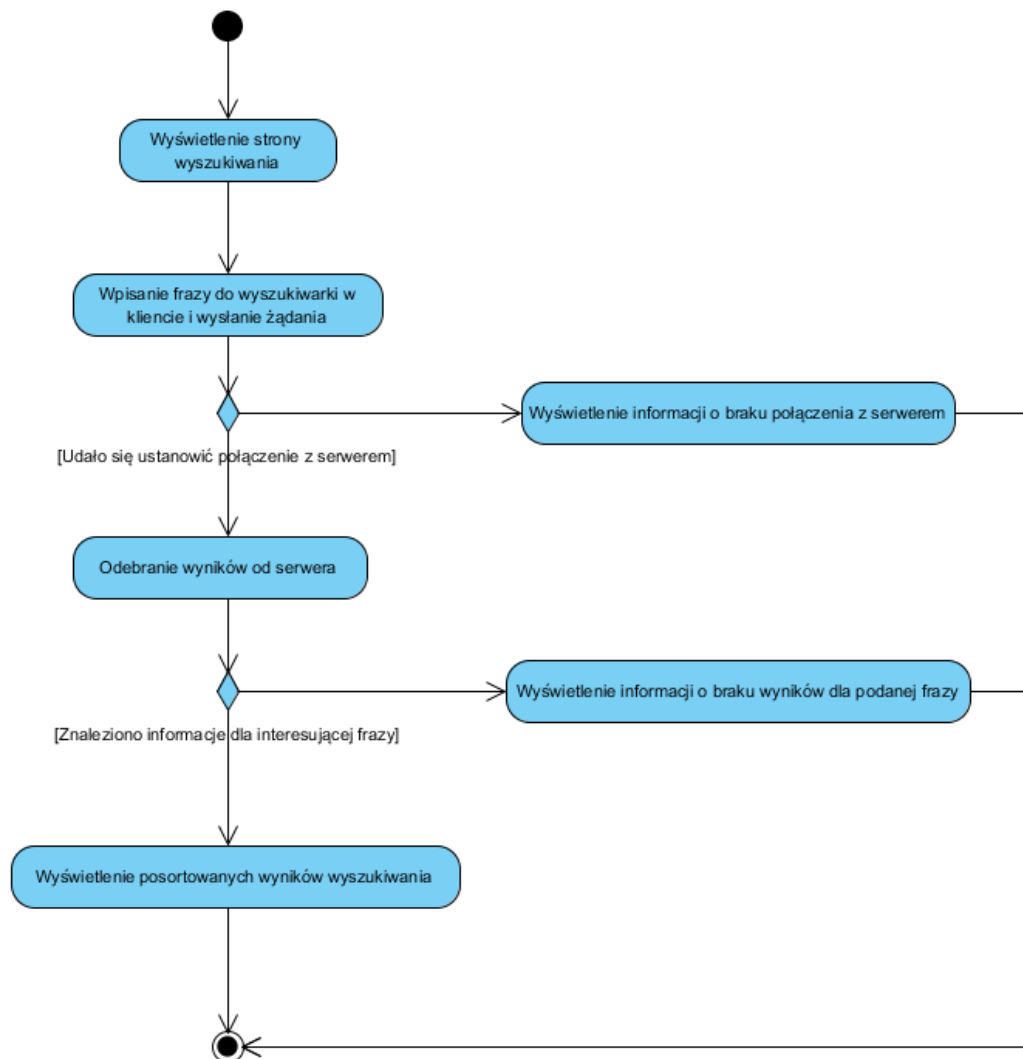 Wyświetlenie strony
wyszukiwania
Wpisanie frazy do wyszukiwarki w
kliencie i wysłanie żądania
Wyświetlenie informacji o braku połączenia z serwerem
[Udało się ustanowić połączenie z serwerem]
Odebranie wyników od serwera
Wyświetlenie informacji o braku wyników dla podanej frazy
[Znaleziono informacje dla interesującej frazy]
Wyświetlenie posortowanych wyników wyszukiwania